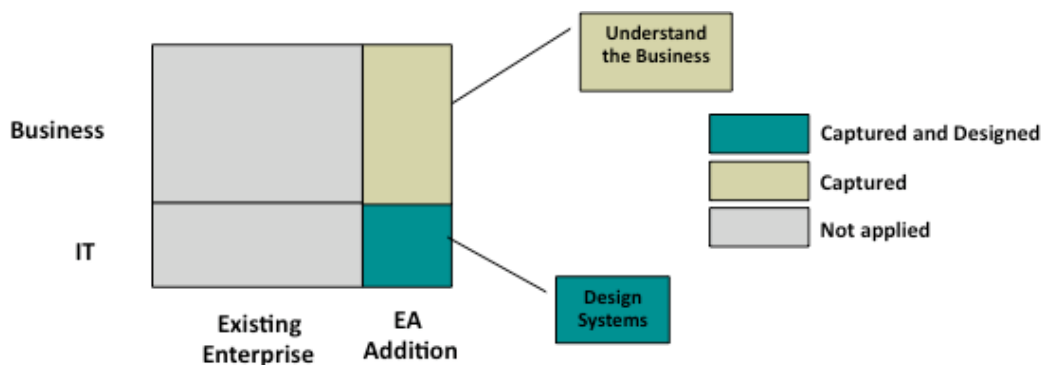 Understand
the Business
Business
Captured and Designed
Captured
Not applied
IT
Design
Systems
Existing
Enterprise
EA
Addition